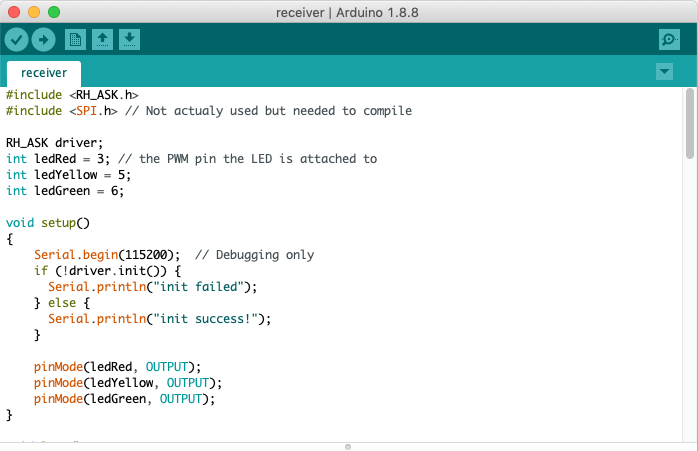 receiver | Arduino 1.8.8
receiver
#include <RH_ASK.h>
#include <SPI.h> // Not actualy used but needed to compile
RH_ASK driver;
int ledRed = 3; // the PWM pin the LED is attached to
int ledYellow = 5;
int ledGreen = 6;
void setup()
{
Serial.begin(115200);  // Debugging only
if (!driver.init()) {
Serial.println("init failed");
} else {
Serial.println("init success!");
}
pinMode(ledRed, OUTPUT);
pinMode(ledYellow, OUTPUT);
pinMode(ledGreen, OUTPUT);
}